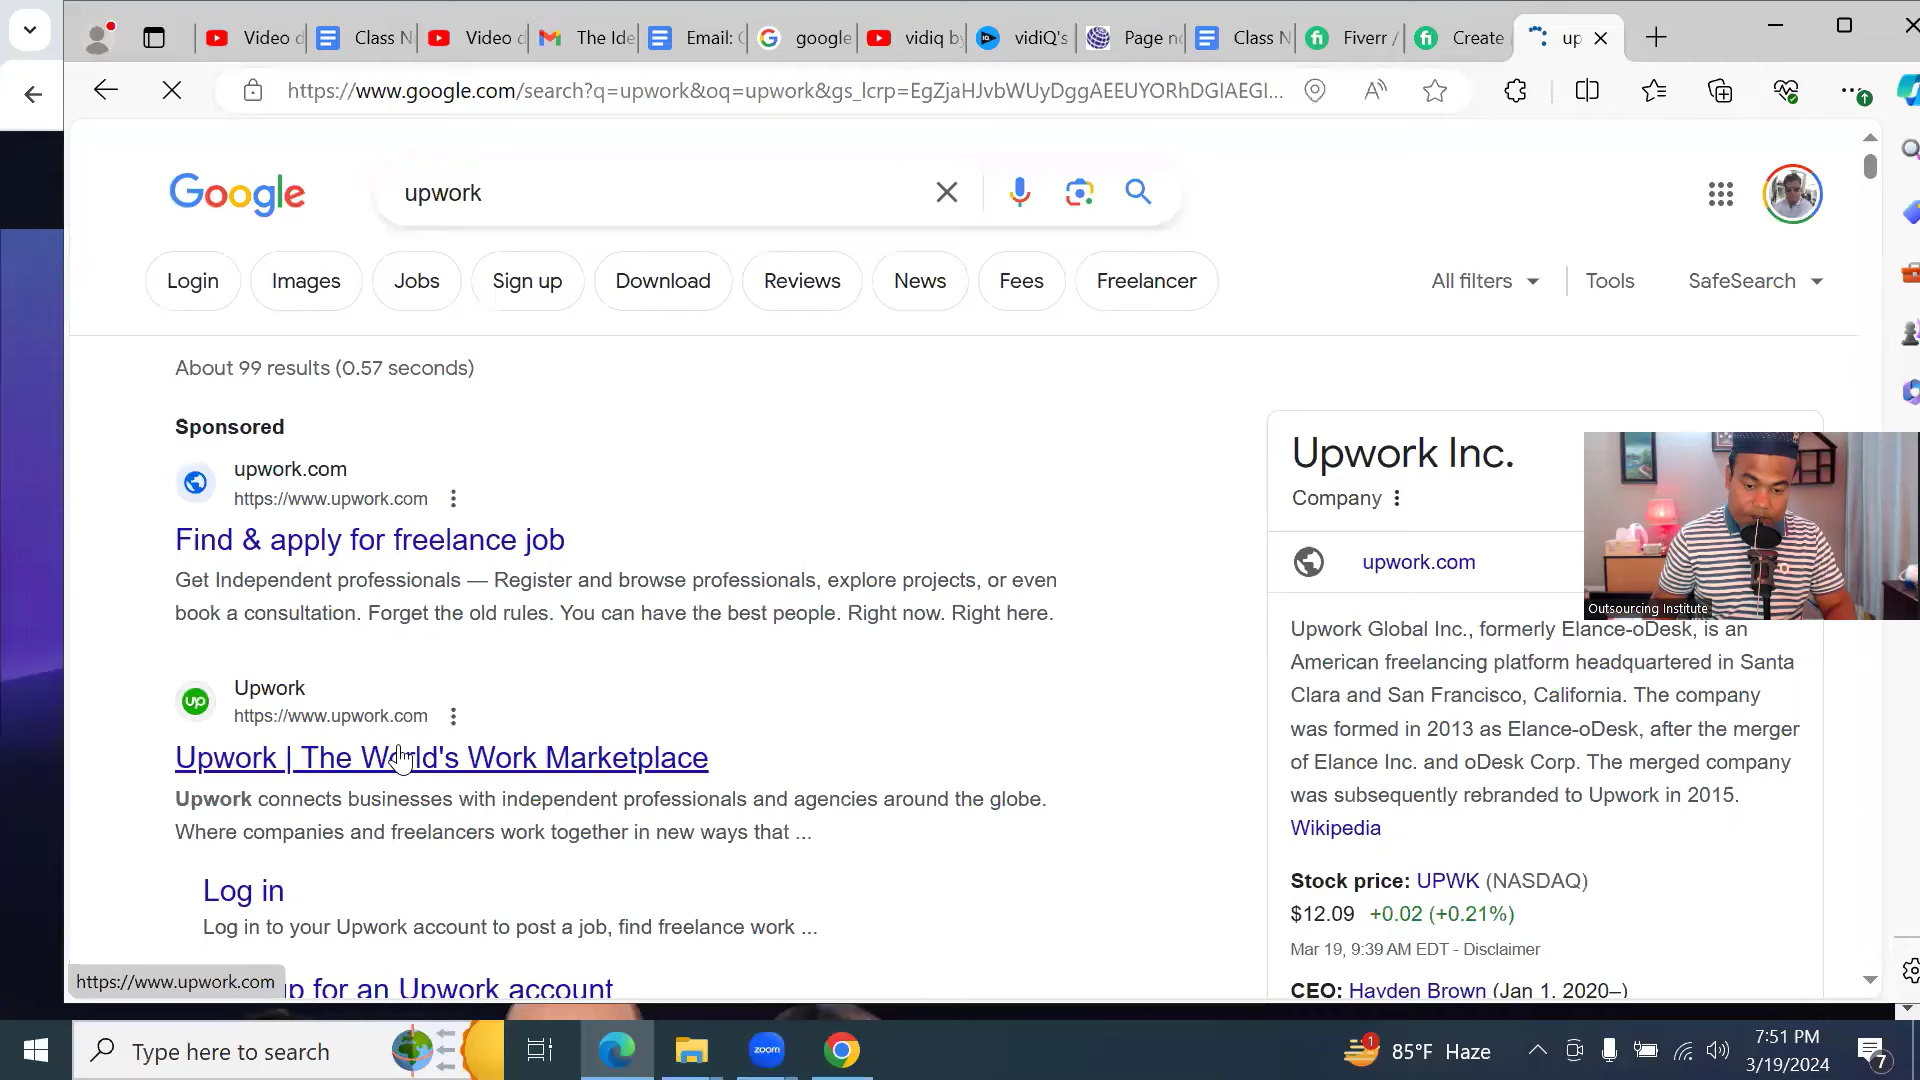 Video d
Class N
Video d
The Ide
Email: C
google
vidiq by
vidiQ's
Page no
Class N
Fiverr /
Create
up
https://www.google.com/search?q=upwork&oq=upwork&gs_lcrp=EgZjaHJvbWUyDggAEEUYORhDGIAEGI...
Google
upwork
Login
Images
Jobs
Sign up
Download
Reviews
News
Fees
Freelancer
All filters
Tools
SafeSearch
About 99 results (0.57 seconds)
Sponsored
upwork.com
https://www.upwork.com
Find & apply for freelance job
Get Independent professionals — Register and browse professionals, explore projects, or even
book a consultation. Forget the old rules. You can have the best people. Right now. Right here.
up
Upwork
https://www.upwork.com
Upwork | The World's Work Marketplace
Upwork connects businesses with independent professionals and agencies around the globe.
Where companies and freelancers work together in new ways that ...
Log in
Log in to your Upwork account to post a job, find freelance work ...
p for an Upwork account
https://www.upwork.com
Upwork Inc.
Company
upwork.com
Outsourcing Institute
Upwork Global Inc., formerly Elance-oDesk, is an
American freelancing platform headquartered in Santa
Clara and San Francisco, California. The company
was formed in 2013 as Elance-oDesk, after the merger
of Elance Inc. and oDesk Corp. The merged company
was subsequently rebranded to Upwork in 2015.
Wikipedia
Stock price: UPWK (NASDAQ)
$12.09 +0.02 (+0.21%)
Mar 19, 9:39 AM EDT - Disclaimer
CEO: Hayden Brown (Jan 1, 2020–)
Type here to search
zoom
1
85°F Haze
7:51 PM
3/19/2024
7